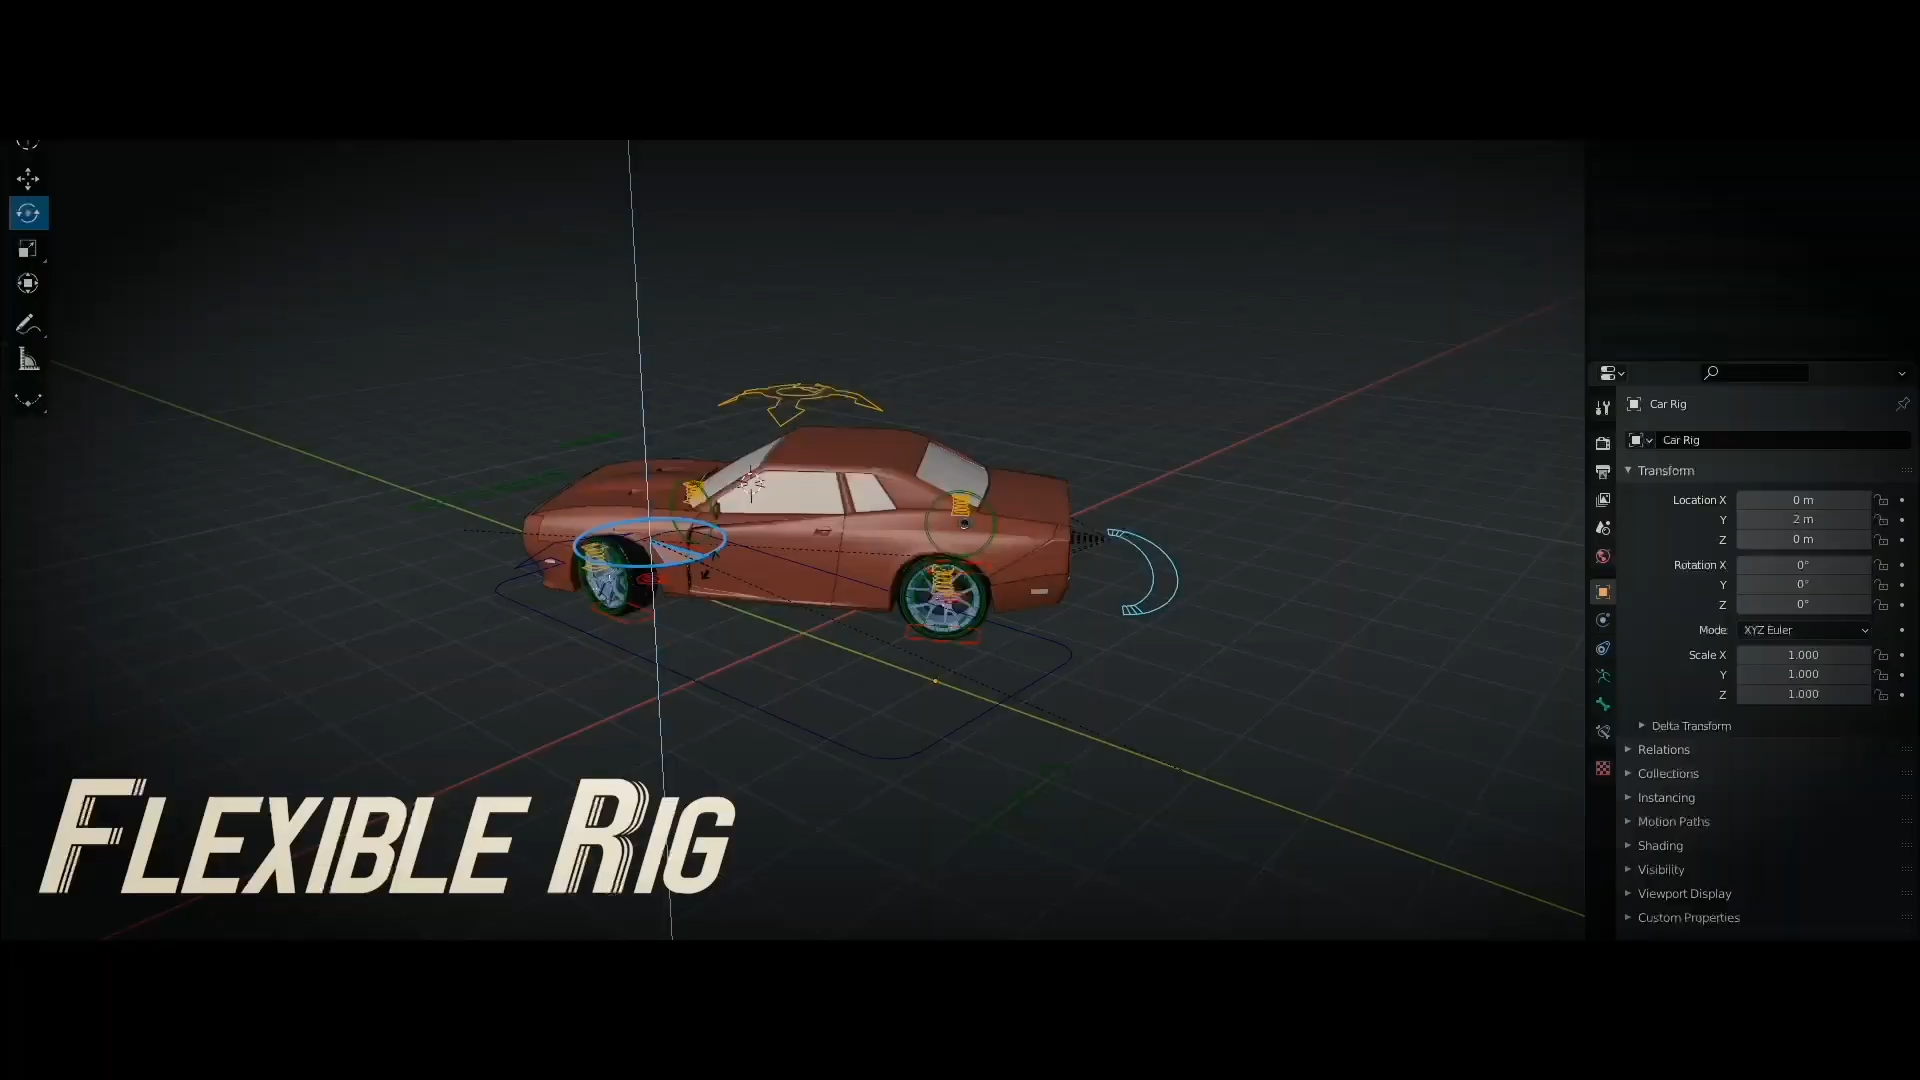 Car Rig
Car Rig
Transform
Location X 0 m
Y 2 m
Z 0 m
Rotation X 0°
Y 0°
Z 0°
Mode: XYZ Euler
Scale X 1.000
Y 1.000
Z 1.000
Delta Transform
Relations
Collections
Instancing
Motion Paths
Shading
Visibility
Viewport Display
Custom Properties
FLEXIBLE RIG